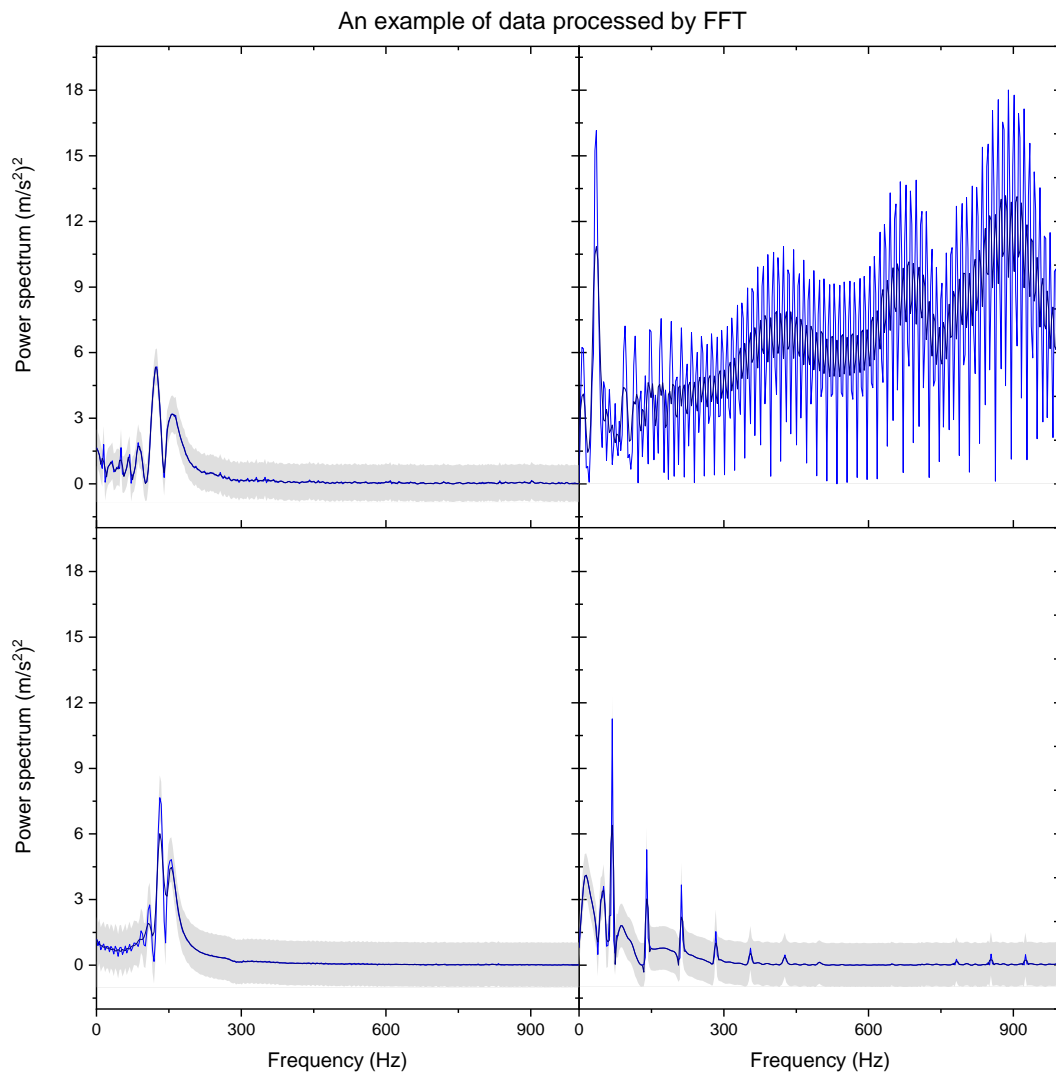 An example of data processed by FFT
Power spectrum (m/s²)²
18
15
12
9
6
3
0
Power spectrum (m/s²)²
18
15
12
9
6
3
0
0 300 600 900 0 300 600 900
Frequency (Hz) Frequency (Hz)